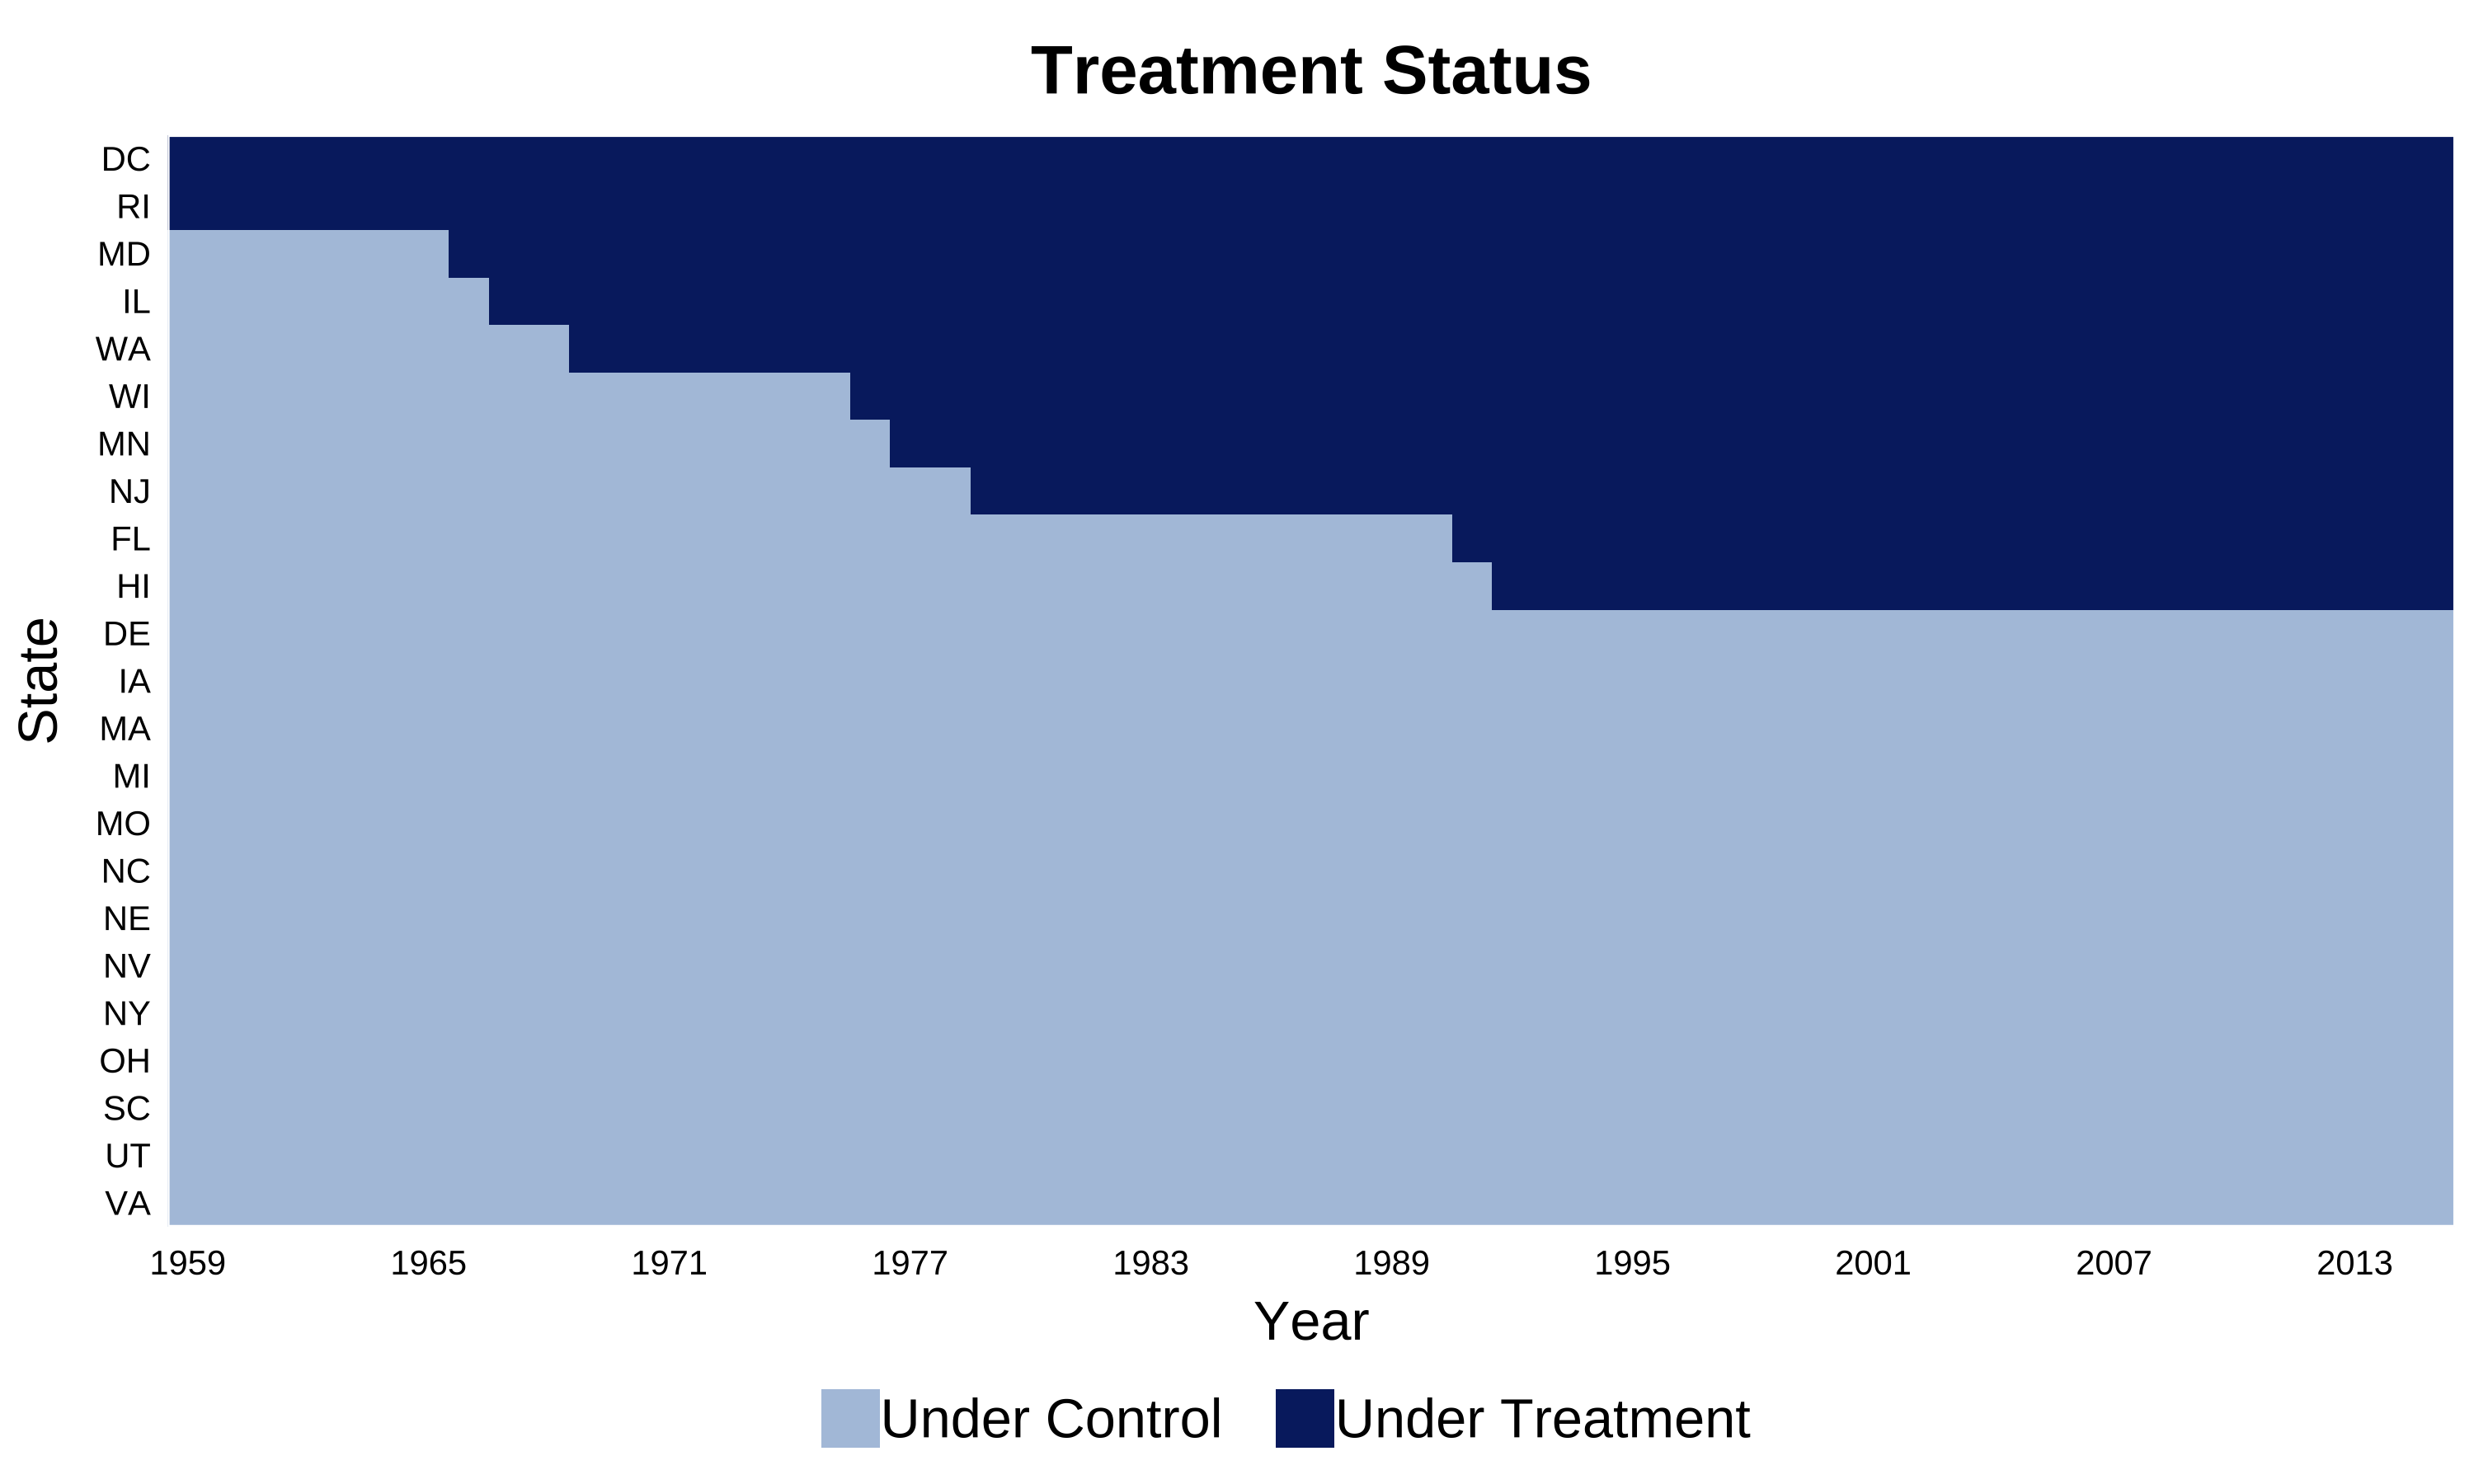 Treatment Status
DC
RI
MD
IL
WA
WI
MN
NJ
FL
HI
DE
IA
MA
MI
MO
NC
NE
NV
NY
OH
SC
UT
VA
State
1959 1965 1971 1977 1983 1989 1995 2001 2007 2013
Year
Under Control Under Treatment